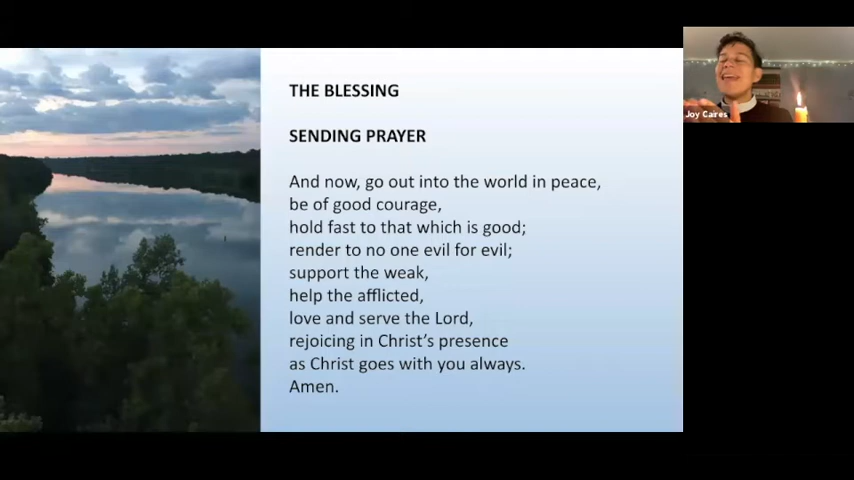 THE BLESSING
SENDING PRAYER
And now, go out into the world in peace,
be of good courage,
hold fast to that which is good;
render to no one evil for evil;
support the weak,
help the afflicted,
love and serve the Lord,
rejoicing in Christ's presence
as Christ goes with you always.
Amen.
Joy Caires